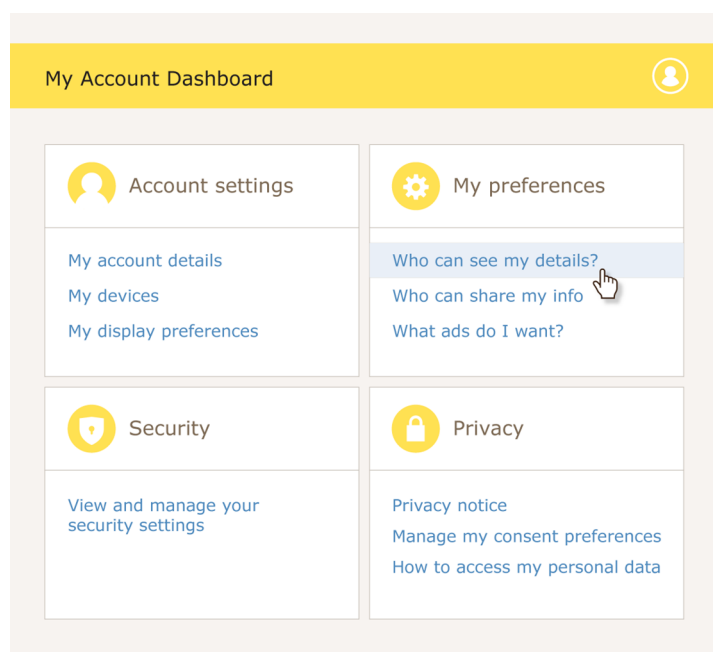 My Account Dashboard
Account settings
My account details
My devices
My display preferences
My preferences
Who can see my details?
Who can share my info
What ads do I want?
Security
View and manage your
security settings
Privacy
Privacy notice
Manage my consent preferences
How to access my personal data